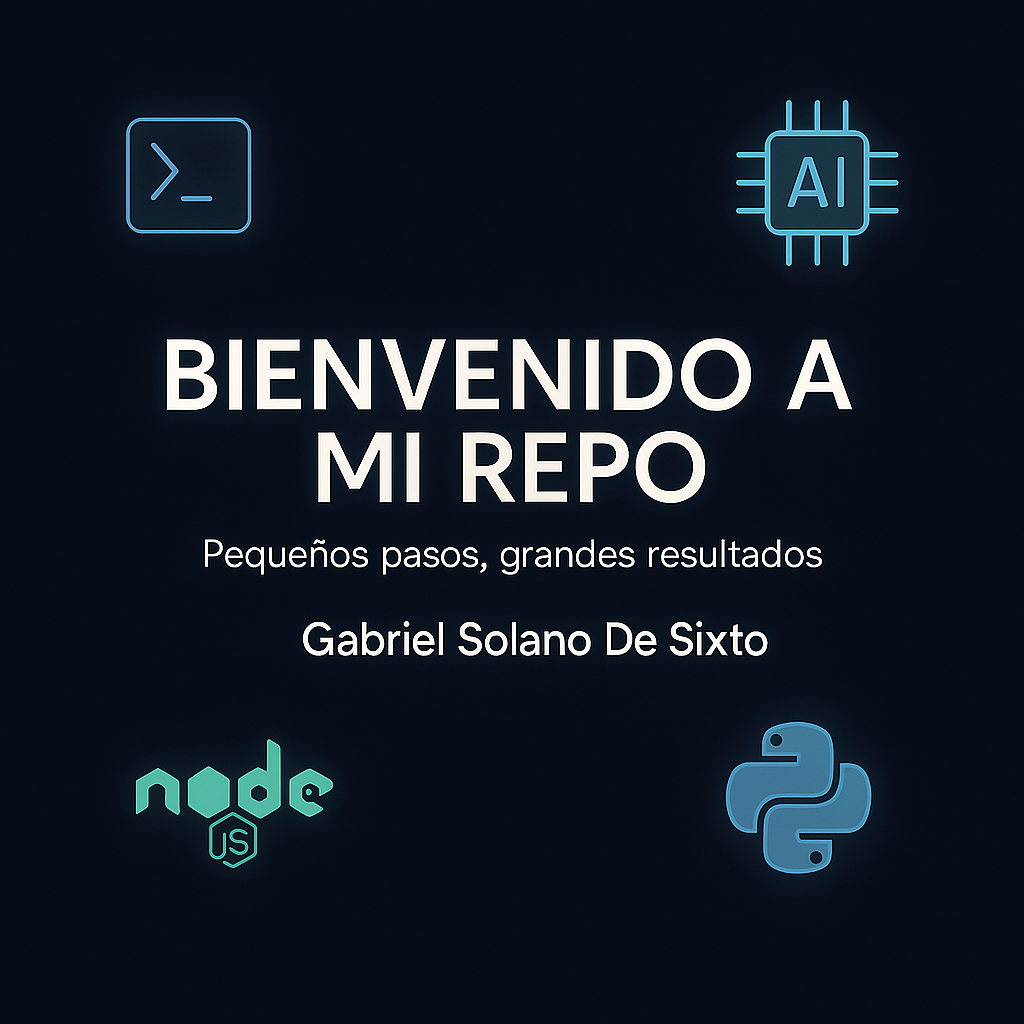 >_
AI
BIENVENIDO A
MI REPO
Pequeños pasos, grandes resultados
Gabriel Solano De Sixto
node
JS